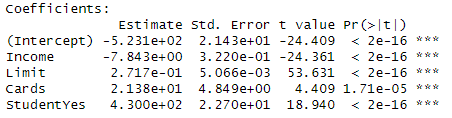 Coefficients:
Estimate Std. Error t value Pr(>|t|)
(Intercept) -5.231e+02 2.143e+01 -24.409 < 2e-16 ***
Income -7.843e+00 3.220e-01 -24.361 < 2e-16 ***
Limit 2.717e-01 5.066e-03 53.631 < 2e-16 ***
Cards 2.138e+01 4.849e+00 4.409 1.71e-05 ***
StudentYes 4.300e+02 2.270e+01 18.940 < 2e-16 ***